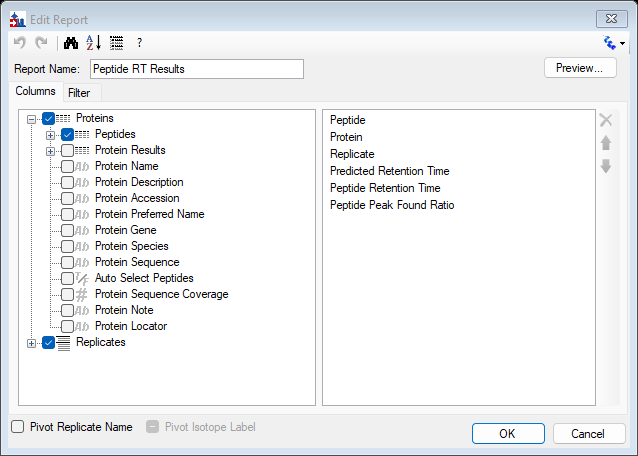 Edit Report
?
Report Name: Peptide RT Results Preview...
Columns Filter
Proteins
Peptides
Protein Results
Ab Protein Name
Ab Protein Description
Ab Protein Accession
Ab Protein Preferred Name
Ab Protein Gene
Ab Protein Species
Ab Protein Sequence
T/F Auto Select Peptides
# Protein Sequence Coverage
Ab Protein Note
Ab Protein Locator
Replicates
Peptide
Protein
Replicate
Predicted Retention Time
Peptide Retention Time
Peptide Peak Found Ratio
Pivot Replicate Name Pivot Isotope Label
OK Cancel